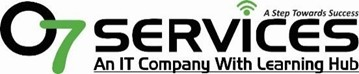 A Step Towards Success
O7 SERVICES
An IT Company With Learning Hub